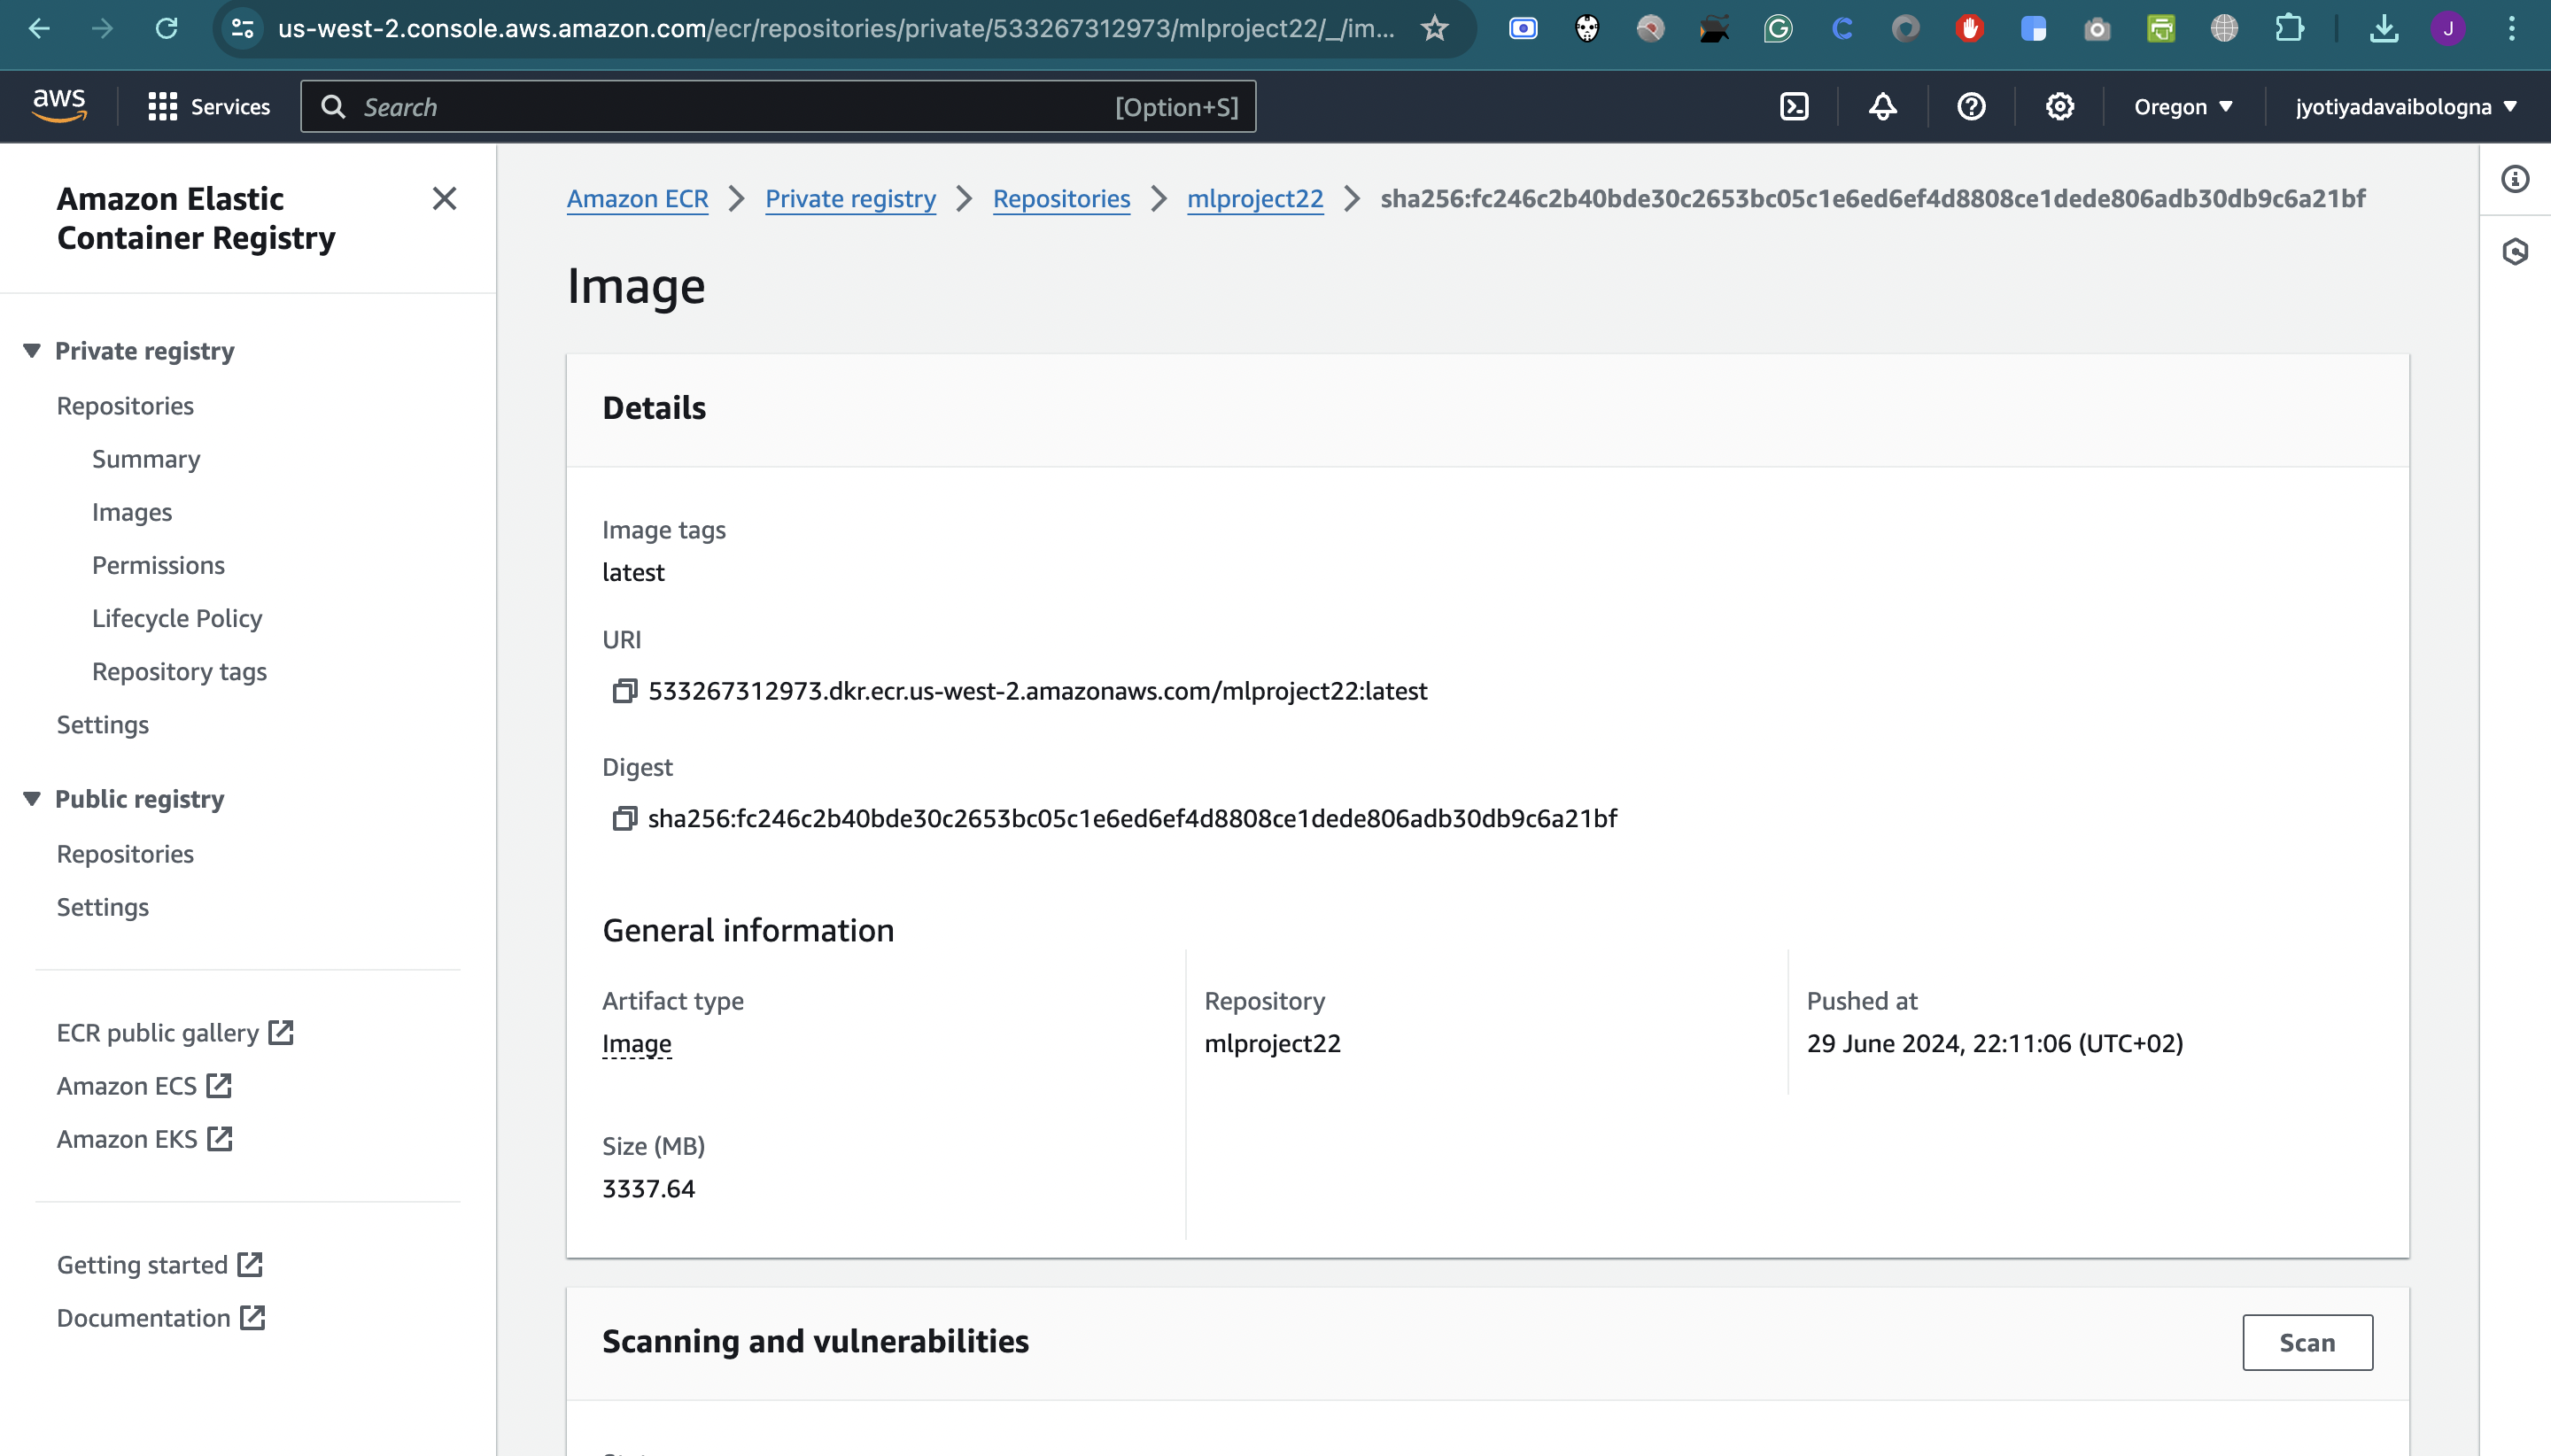 us-west-2.console.aws.amazon.com/ecr/repositories/private/533267312973/mlproject22/_/im...
J
aws
Services
Search
[Option+S]
Oregon
jyotiyadavaibologna
Amazon Elastic
Container Registry
Private registry
Repositories
Summary
Images
Permissions
Lifecycle Policy
Repository tags
Settings
Public registry
Repositories
Settings
ECR public gallery
Amazon ECS
Amazon EKS
Getting started
Documentation
Amazon ECR > Private registry > Repositories > mlproject22 > sha256:fc246c2b40bde30c2653bc05c1e6ed6ef4d8808ce1dede806adb30db9c6a21bf
Image
Details
Image tags
latest
URI
533267312973.dkr.ecr.us-west-2.amazonaws.com/mlproject22:latest
Digest
sha256:fc246c2b40bde30c2653bc05c1e6ed6ef4d8808ce1dede806adb30db9c6a21bf
General information
Artifact type
Image
Repository
mlproject22
Pushed at
29 June 2024, 22:11:06 (UTC+02)
Size (MB)
3337.64
Scanning and vulnerabilities
Scan